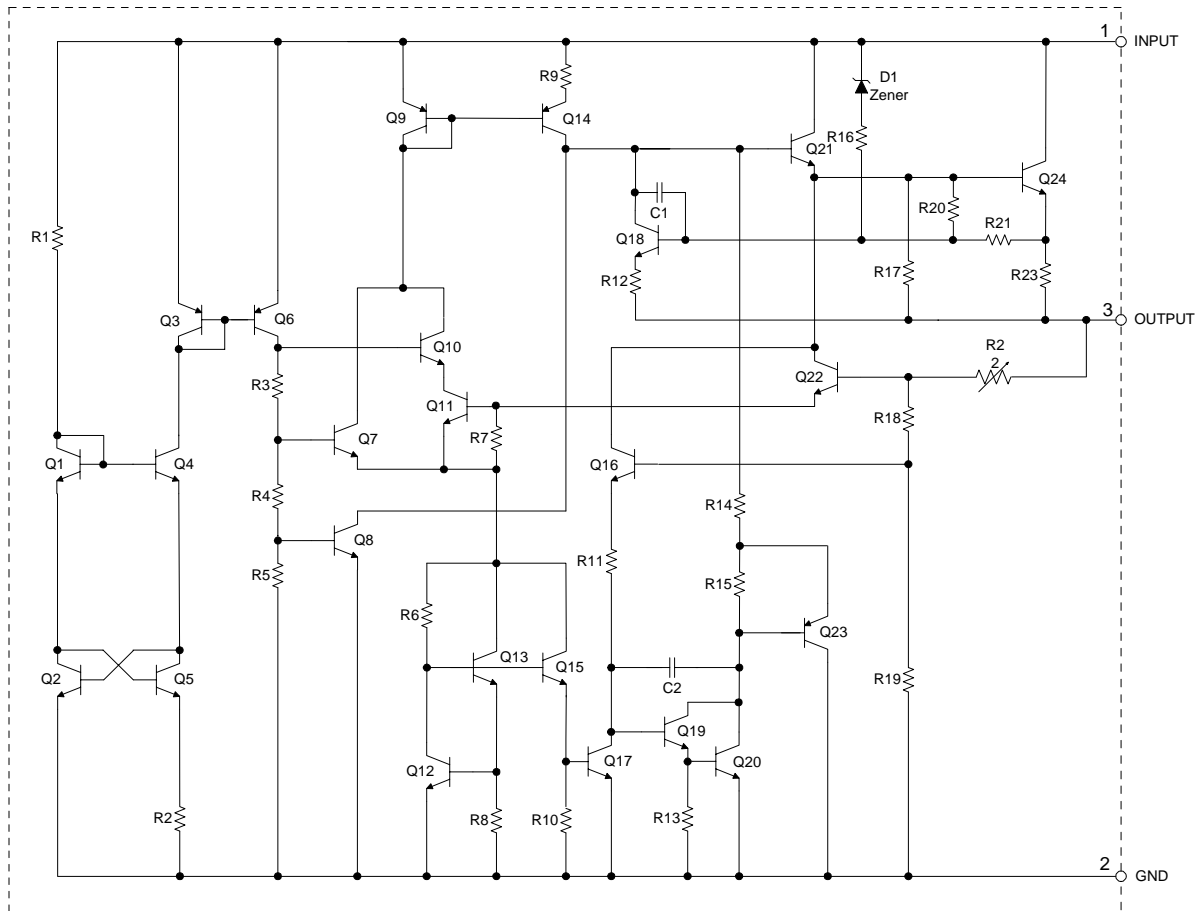 1
INPUT
R9
D1
Zener
Q9
Q14
R16
Q21
Q24
C1
R20
R21
R1
Q18
R17
R23
R12
Q3
Q6
3
OUTPUT
Q10
R2
2
R3
Q22
Q11
R18
R7
Q7
Q1
Q4
Q16
R4
R14
Q8
R11
R5
R15
R6
Q23
Q13
Q15
Q2
Q5
C2
R19
Q19
Q12
Q17
Q20
R2
R8
R10
R13
2
GND